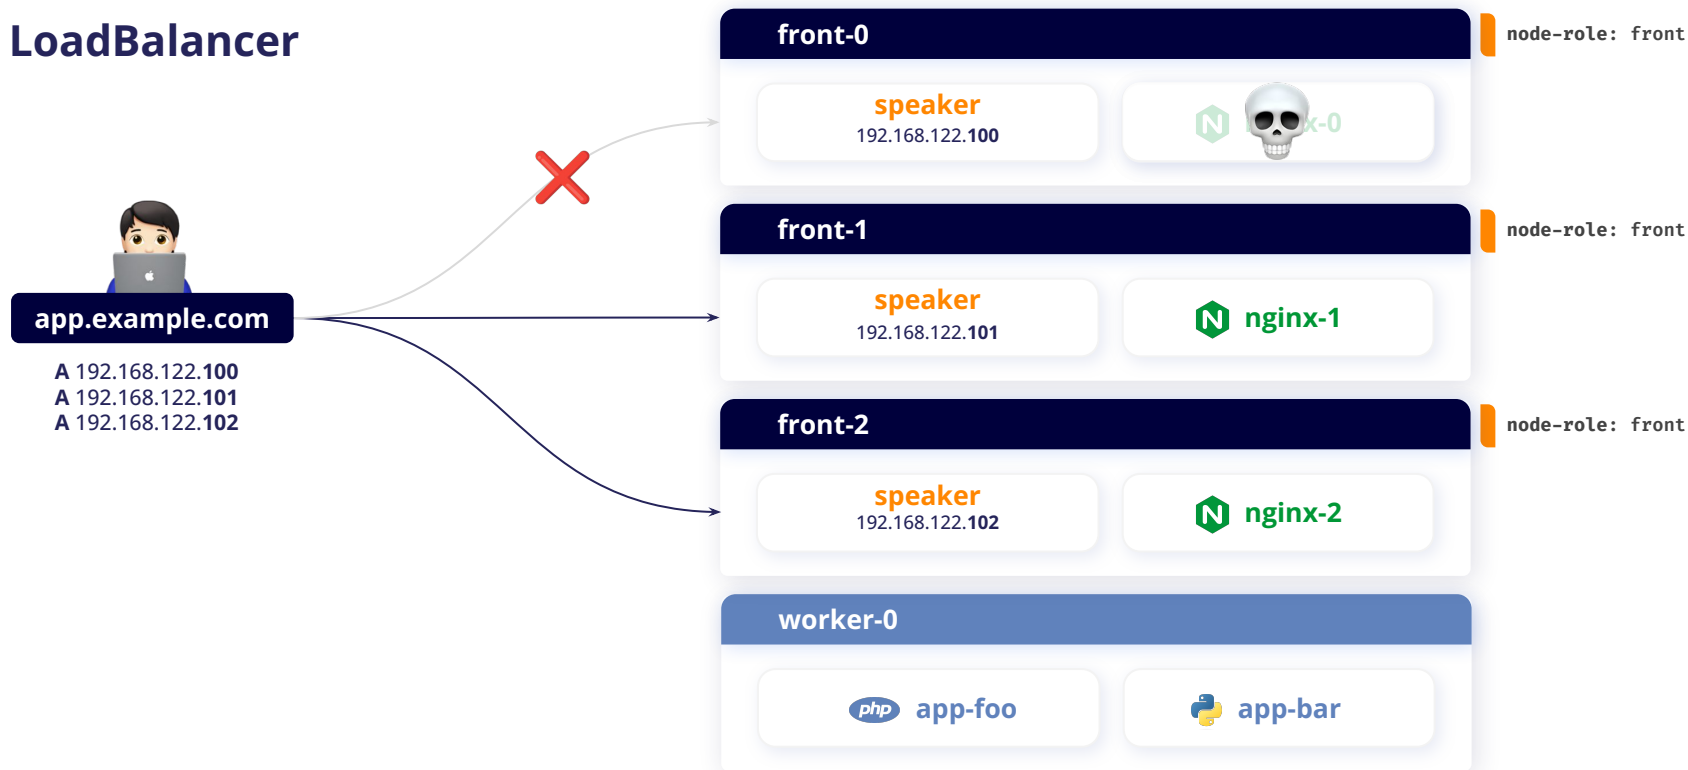 LoadBalancer
app.example.com
A 192.168.122.100
A 192.168.122.101
A 192.168.122.102
front-0
node-role: front
speaker
192.168.122.100
x-0
front-1
node-role: front
speaker
192.168.122.101
nginx-1
front-2
node-role: front
speaker
192.168.122.102
nginx-2
worker-0
php
app-foo
app-bar